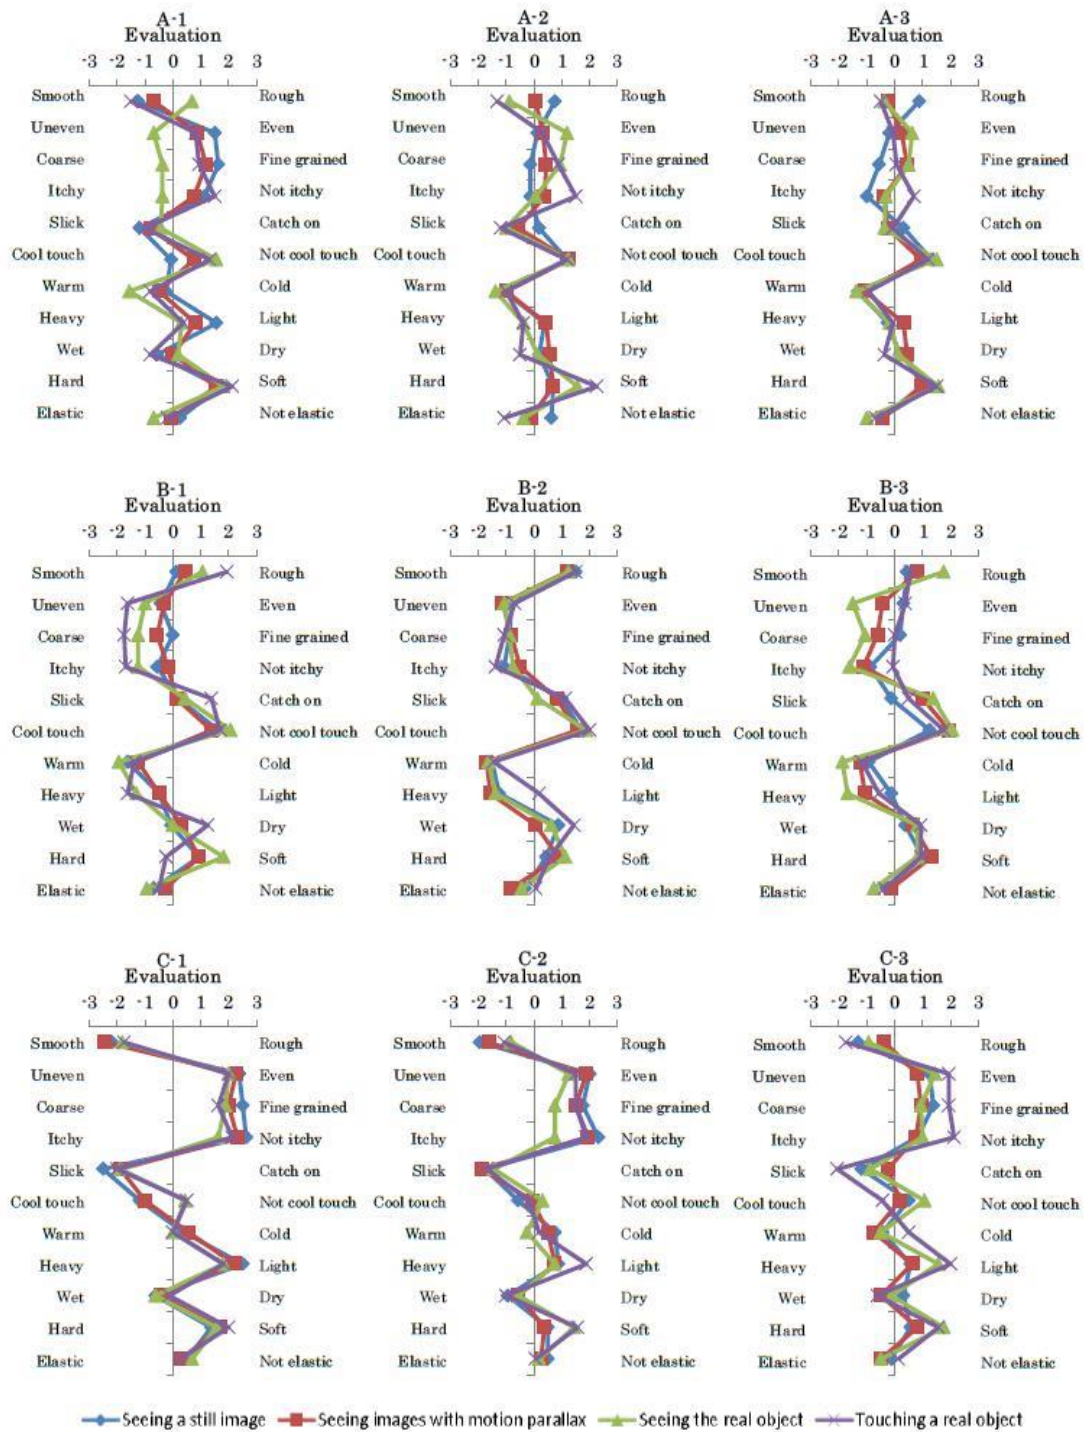 A-1 A-2 A-3
Evaluation Evaluation Evaluation
-3 -2 -1 0 1 2 3 -3 -2 -1 0 1 2 3 -3 -2 -1 0 1 2 3
Smooth Rough Smooth Rough Smooth Rough
Uneven Even Uneven Even Uneven Even
Coarse Fine grained Coarse Fine grained Coarse Fine grained
Itchy Not itchy Itchy Not itchy Itchy Not itchy
Slick Catch on Slick Catch on Slick Catch on
Cool touch Not cool touch Cool touch Not cool touch Cool touch Not cool touch
Warm Cold Warm Cold Warm Cold
Heavy Light Heavy Light Heavy Light
Wet Dry Wet Dry Wet Dry
Hard Soft Hard Soft Hard Soft
Elastic Not elastic Elastic Not elastic Elastic Not elastic
B-1 B-2 B-3
Evaluation Evaluation Evaluation
-3 -2 -1 0 1 2 3 -3 -2 -1 0 1 2 3 -3 -2 -1 0 1 2 3
Smooth Rough Smooth Rough Smooth Rough
Uneven Even Uneven Even Uneven Even
Coarse Fine grained Coarse Fine grained Coarse Fine grained
Itchy Not itchy Itchy Not itchy Itchy Not itchy
Slick Catch on Slick Catch on Slick Catch on
Cool touch Not cool touch Cool touch Not cool touch Cool touch Not cool touch
Warm Cold Warm Cold Warm Cold
Heavy Light Heavy Light Heavy Light
Wet Dry Wet Dry Wet Dry
Hard Soft Hard Soft Hard Soft
Elastic Not elastic Elastic Not elastic Elastic Not elastic
C-1 C-2 C-3
Evaluation Evaluation Evaluation
-3 -2 -1 0 1 2 3 -3 -2 -1 0 1 2 3 -3 -2 -1 0 1 2 3
Smooth Rough Smooth Rough Smooth Rough
Uneven Even Uneven Even Uneven Even
Coarse Fine grained Coarse Fine grained Coarse Fine grained
Itchy Not itchy Itchy Not itchy Itchy Not itchy
Slick Catch on Slick Catch on Slick Catch on
Cool touch Not cool touch Cool touch Not cool touch Cool touch Not cool touch
Warm Cold Warm Cold Warm Cold
Heavy Light Heavy Light Heavy Light
Wet Dry Wet Dry Wet Dry
Hard Soft Hard Soft Hard Soft
Elastic Not elastic Elastic Not elastic Elastic Not elastic
Seeing a still image Seeing images with motion parallax Seeing the real object Touching a real object